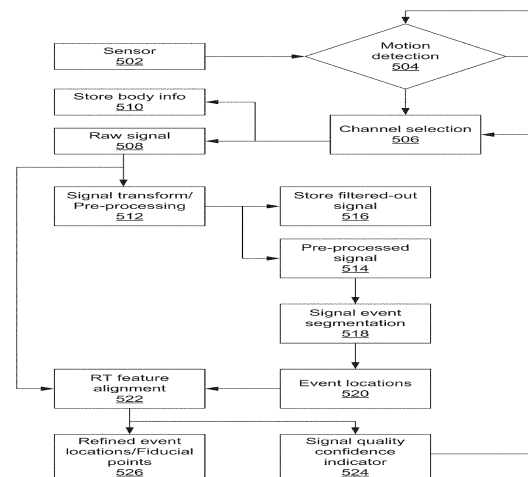 Sensor
502
Motion
detection
504
Store body info
510
Channel selection
506
Raw signal
508
Signal transform/
Pre-processing
512
Store filtered-out
signal
516
Pre-processed
signal
514
Signal event
segmentation
518
RT feature
alignment
522
Event locations
520
Refined event
locations/Fiducial
points
526
Signal quality
confidence
indicator
524